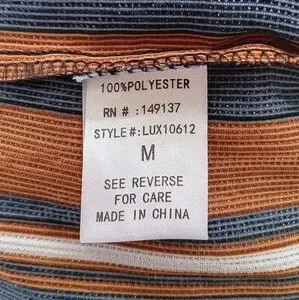 100%POLYESTER
RN # : 149137
STYLE#:LUX10612
M
SEE REVERSE
FOR CARE
MADE IN CHINA